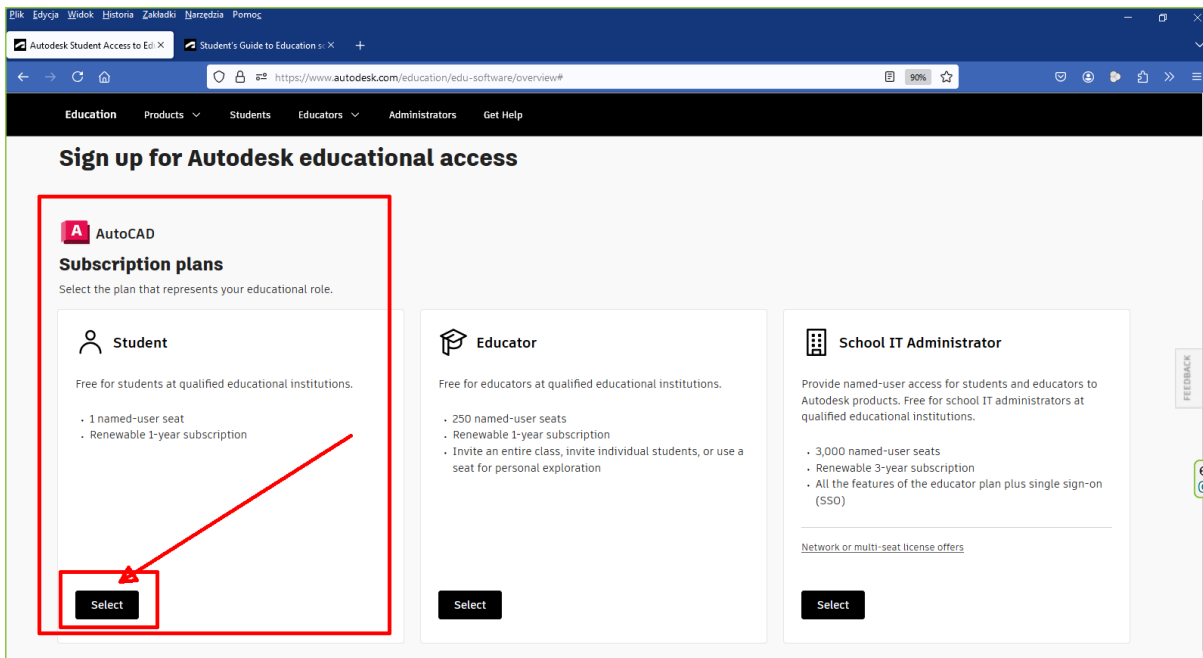 Plik Edycja Widok Historia Zakładki Narzędzia Pomoc
Autodesk Student Access to Ed
Student's Guide to Education sc
https://www.autodesk.com/education/edu-software/overview#
90%
Education Products Students Educators Administrators Get Help
Sign up for Autodesk educational access
A AutoCAD
Subscription plans
Select the plan that represents your educational role.
Student
Free for students at qualified educational institutions.
• 1 named-user seat
• Renewable 1-year subscription
Select
Educator
Free for educators at qualified educational institutions.
• 250 named-user seats
• Renewable 1-year subscription
• Invite an entire class, invite individual students, or use a
seat for personal exploration
Select
School IT Administrator
Provide named-user access for students and educators to
Autodesk products. Free for school IT administrators at
qualified educational institutions.
• 3,000 named-user seats
• Renewable 3-year subscription
• All the features of the educator plan plus single sign-on
(SSO)
Network or multi-seat license offers
Select
FEEDBACK